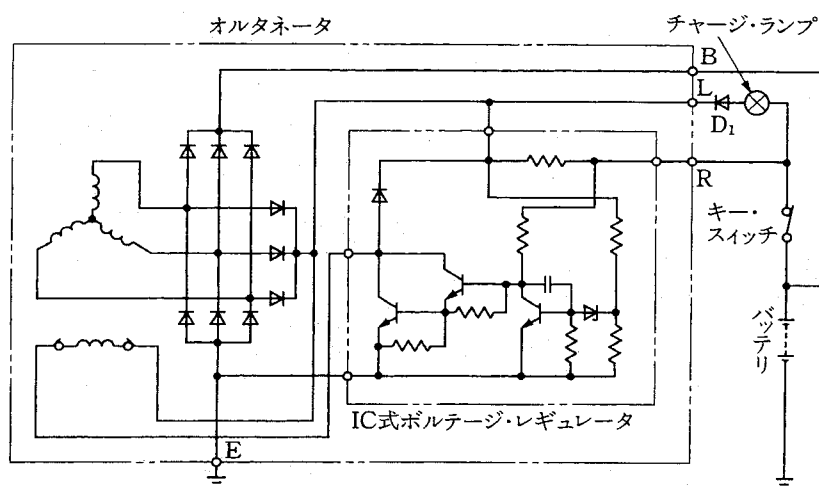 オルタネータ
チャージ・ランプ
B
L
D₁
R
キー・
スイッチ
バッテリ
IC式ボルテージ・レギュレータ
E